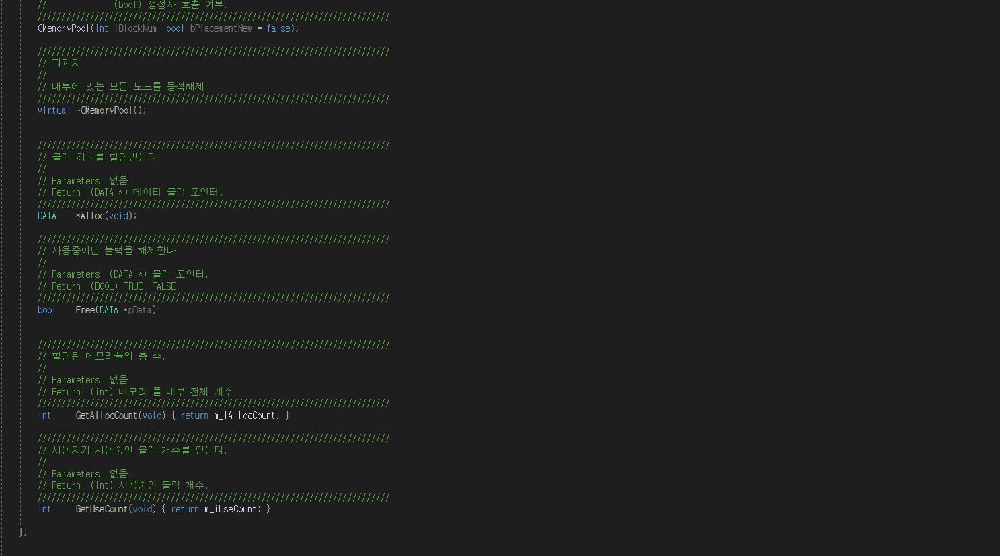 //              (bool) 생성자 호출 여부.
//////////////////////////////////////////////////////////////////////////
CMemoryPool(int iBlockNum, bool bPlacementNew = false);
//////////////////////////////////////////////////////////////////////////
// 파괴자
//
// 내부에 있는 모든 노드를 동적해제
//////////////////////////////////////////////////////////////////////////
virtual ~CMemoryPool();
//////////////////////////////////////////////////////////////////////////
// 블럭 하나를 할당받는다.
//
// Parameters: 없음.
// Return: (DATA *) 데이타 블럭 포인터.
//////////////////////////////////////////////////////////////////////////
DATA    *Alloc(void);
//////////////////////////////////////////////////////////////////////////
// 사용중이던 블럭을 해제한다.
//
// Parameters: (DATA *) 블럭 포인터.
// Return: (BOOL) TRUE, FALSE.
//////////////////////////////////////////////////////////////////////////
bool    Free(DATA *pData);
//////////////////////////////////////////////////////////////////////////
// 할당된 메모리풀의 총 수.
//
// Parameters: 없음.
// Return: (int) 메모리 풀 내부 전체 개수
//////////////////////////////////////////////////////////////////////////
int     GetAllocCount(void) { return m_iAllocCount; }
//////////////////////////////////////////////////////////////////////////
// 사용자가 사용중인 블럭 개수를 얻는다.
//
// Parameters: 없음.
// Return: (int) 사용중인 블럭 개수.
//////////////////////////////////////////////////////////////////////////
int     GetUseCount(void) { return m_iUseCount; }
};